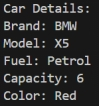 Car Details:
Brand: BMW
Model: X5
Fuel: Petrol
Capacity: 6
Color: Red